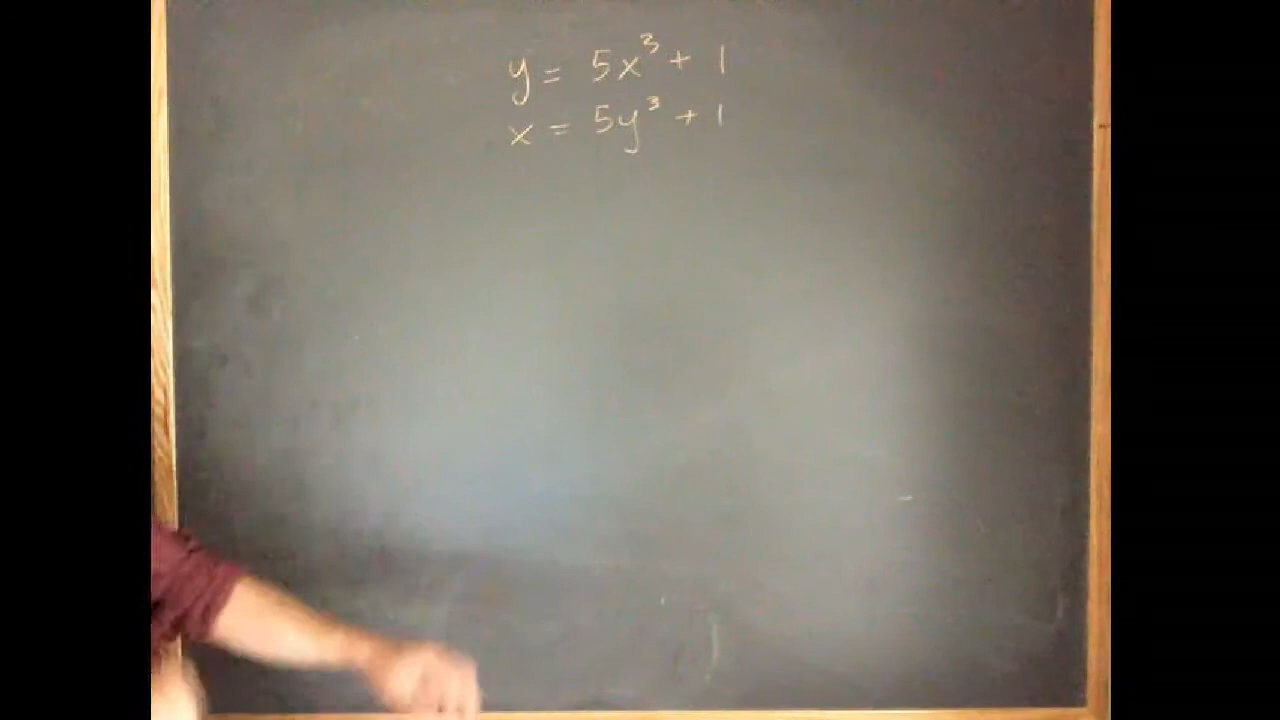 y = 5x³ + 1
x = 5y³ + 1